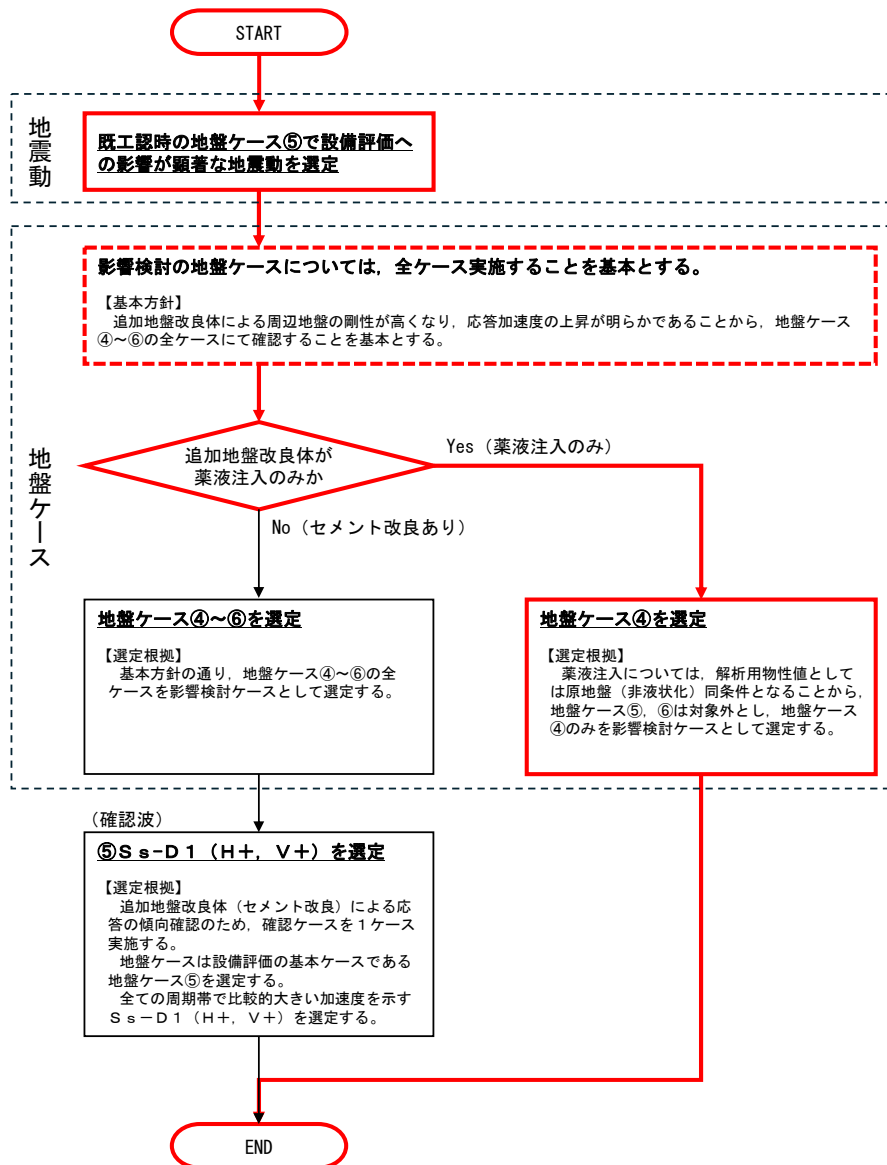 START
地震動
既工認時の地盤ケース⑤で設備評価へ
の影響が顕著な地震動を選定
地盤ケース
影響検討の地盤ケースについては，全ケース実施することを基本とする。
【基本方針】
追加地盤改良体による周辺地盤の剛性が高くなり，応答加速度の上昇が明らかであることから，地盤ケース
④～⑥の全ケースにて確認することを基本とする。
追加地盤改良体が
薬液注入のみか
Yes（薬液注入のみ）
No（セメント改良あり）
地盤ケース④～⑥を選定
【選定根拠】
基本方針の通り，地盤ケース④～⑥の全
ケースを影響検討ケースとして選定する。
地盤ケース④を選定
【選定根拠】
薬液注入については，解析用物性値として
は原地盤（非液状化）同条件となることから，
地盤ケース⑤，⑥は対象外とし，地盤ケース
④のみを影響検討ケースとして選定する。
（確認波）
⑤Ｓｓ-Ｄ１（H+，V+）を選定
【選定根拠】
追加地盤改良体（セメント改良）による応
答の傾向確認のため，確認ケースを１ケース
実施する。
地盤ケースは設備評価の基本ケースである
地盤ケース⑤を選定する。
全ての周期帯で比較的大きい加速度を示す
Ｓｓ－Ｄ１（H+，V+）を選定する。
END